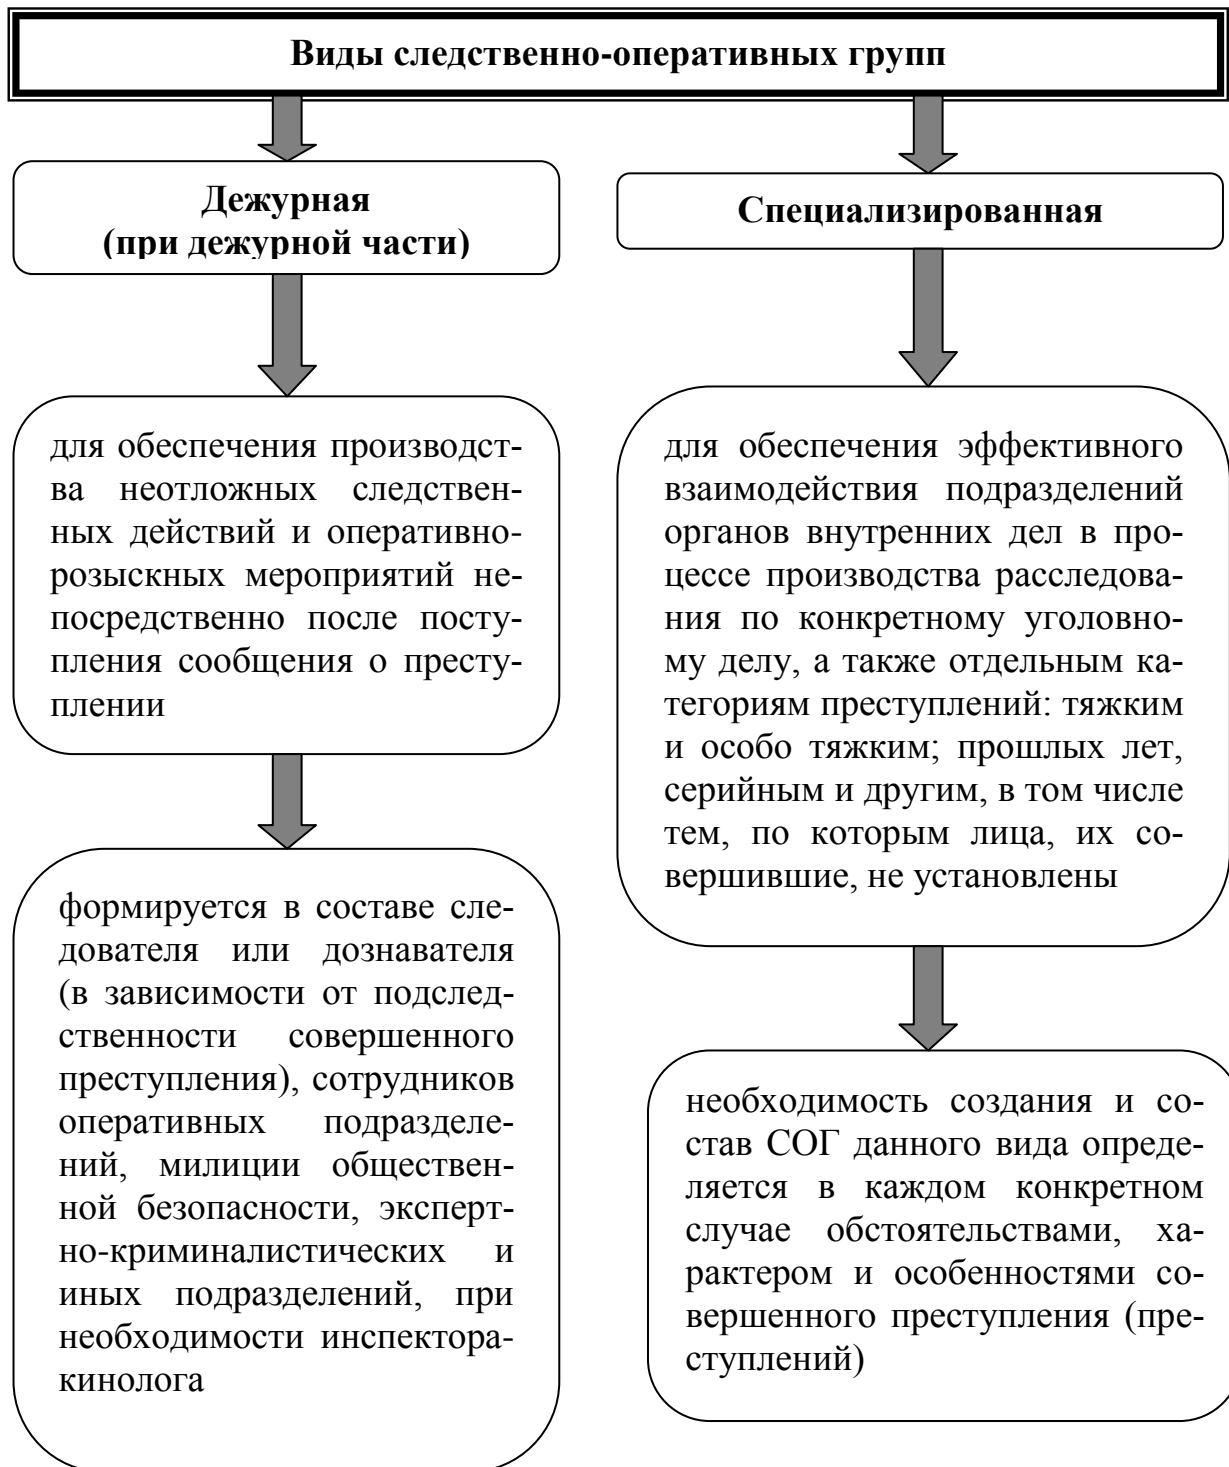 Виды следственно-оперативных групп
Дежурная
(при дежурной части)
для обеспечения производст-
ва неотложных следствен-
ных действий и оперативно-
розыскных мероприятий не-
посредственно после посту-
пления сообщения о престу-
плении
формируется в составе сле-
дователя или дознавателя
(в зависимости от подслед-
ственности совершенного
преступления), сотрудников
оперативных подразделе-
ний, милиции обществен-
ной безопасности, эксперт-
но-криминалистических и
иных подразделений, при
необходимости инспектора-
кинолога
Специализированная
для обеспечения эффективного
взаимодействия подразделений
органов внутренних дел в про-
цессе производства расследова-
ния по конкретному уголовно-
му делу, а также отдельным ка-
тегориям преступлений: тяжким
и особо тяжким; прошлых лет,
серийным и другим, в том числе
тем, по которым лица, их со-
вершившие, не установлены
необходимость создания и со-
став СОГ данного вида опреде-
ляется в каждом конкретном
случае обстоятельствами, ха-
рактером и особенностями со-
вершенного преступления (пре-
ступлений)